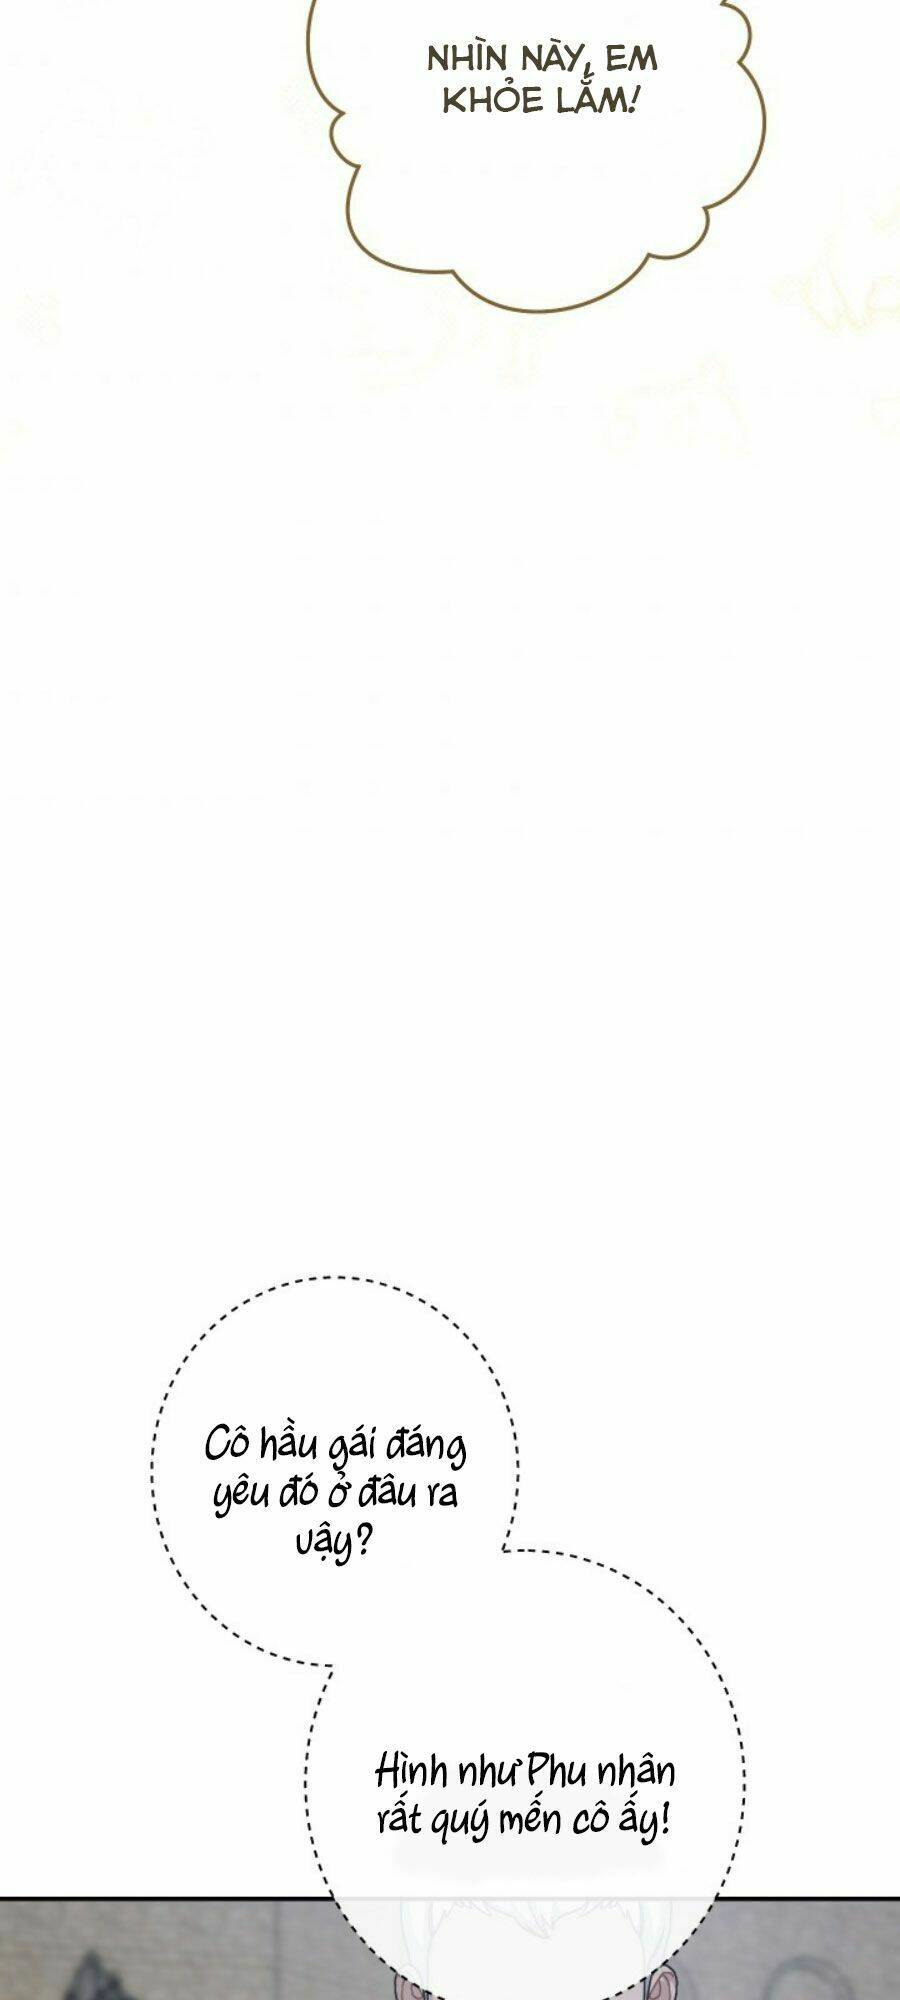 NHÌN NÀY, EM
KHỎE LẮM!
Cô hầu gái đáng
yêu đó ở đâu ra
vậy?
Hình như Phu nhân
rất quý mến cô ấy!